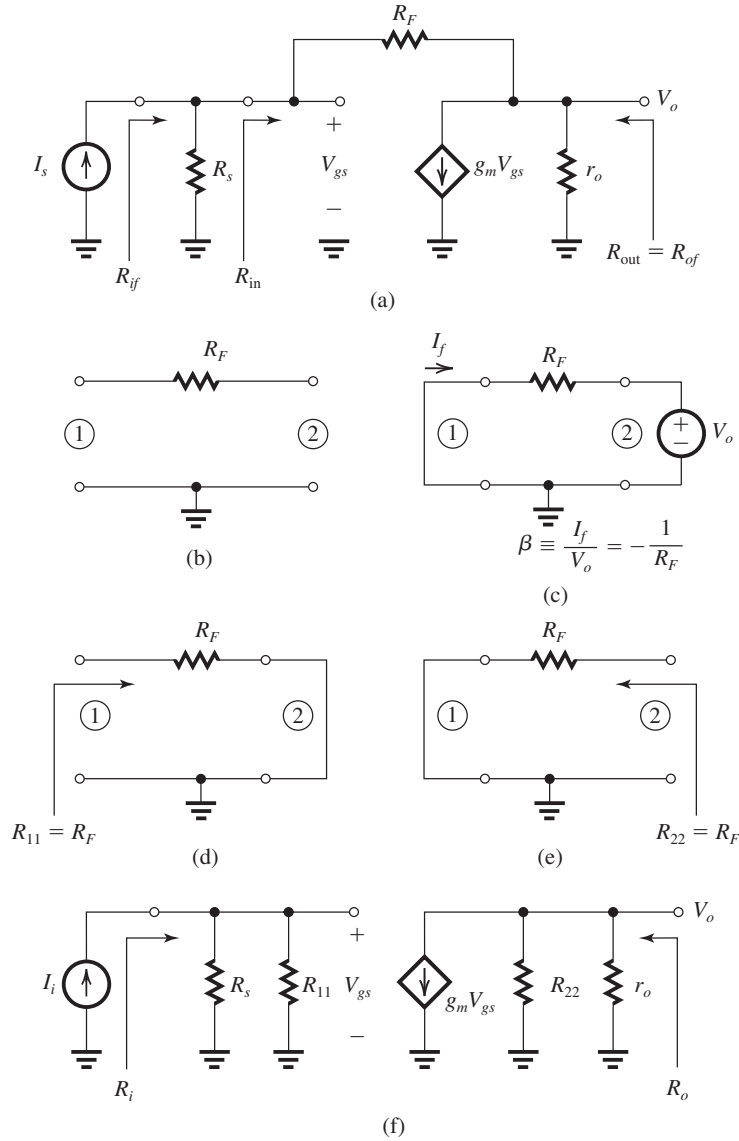 R_F
V_o
I_s
R_s
+
V_gs
−
g_m V_gs
r_o
R_if
R_in
R_out = R_of
(a)
R_F
1
2
(b)
I_f
R_F
1
2
+
−
V_o
β ≡ I_f / V_o = − 1 / R_F
(c)
R_F
1
2
R_11 = R_F
(d)
R_F
1
2
R_22 = R_F
(e)
I_i
R_s
R_11
+
V_gs
−
g_m V_gs
R_22
r_o
V_o
R_i
R_o
(f)